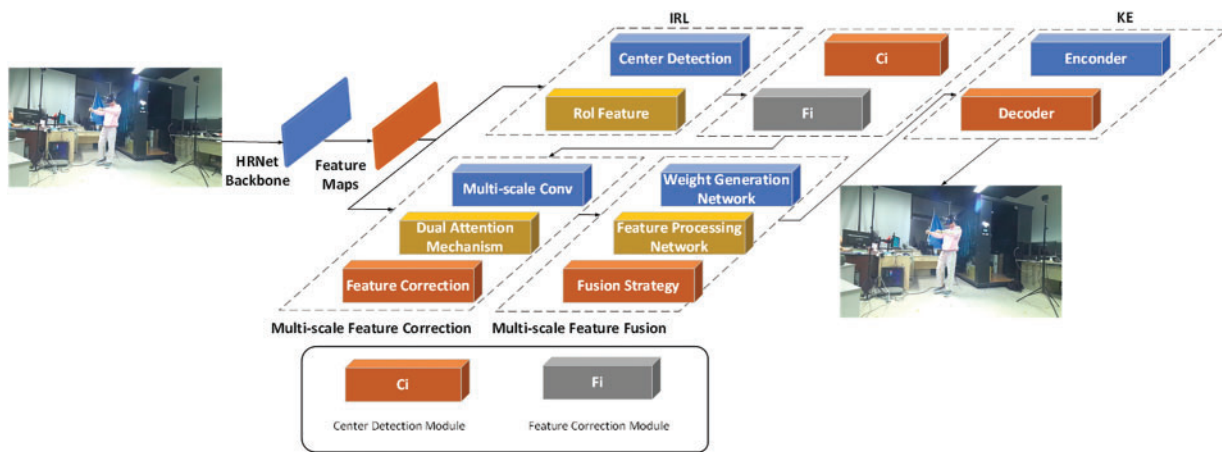 IRL
KE
Center Detection
Ci
Enconder
RoI Feature
Fi
Decoder
HRNet
Backbone
Feature
Maps
Multi-scale Conv
Weight Generation
Network
Dual Attention
Mechanism
Feature Processing
Network
Feature Correction
Fusion Strategy
Multi-scale Feature Correction
Multi-scale Feature Fusion
Ci
Fi
Center Detection Module
Feature Correction Module